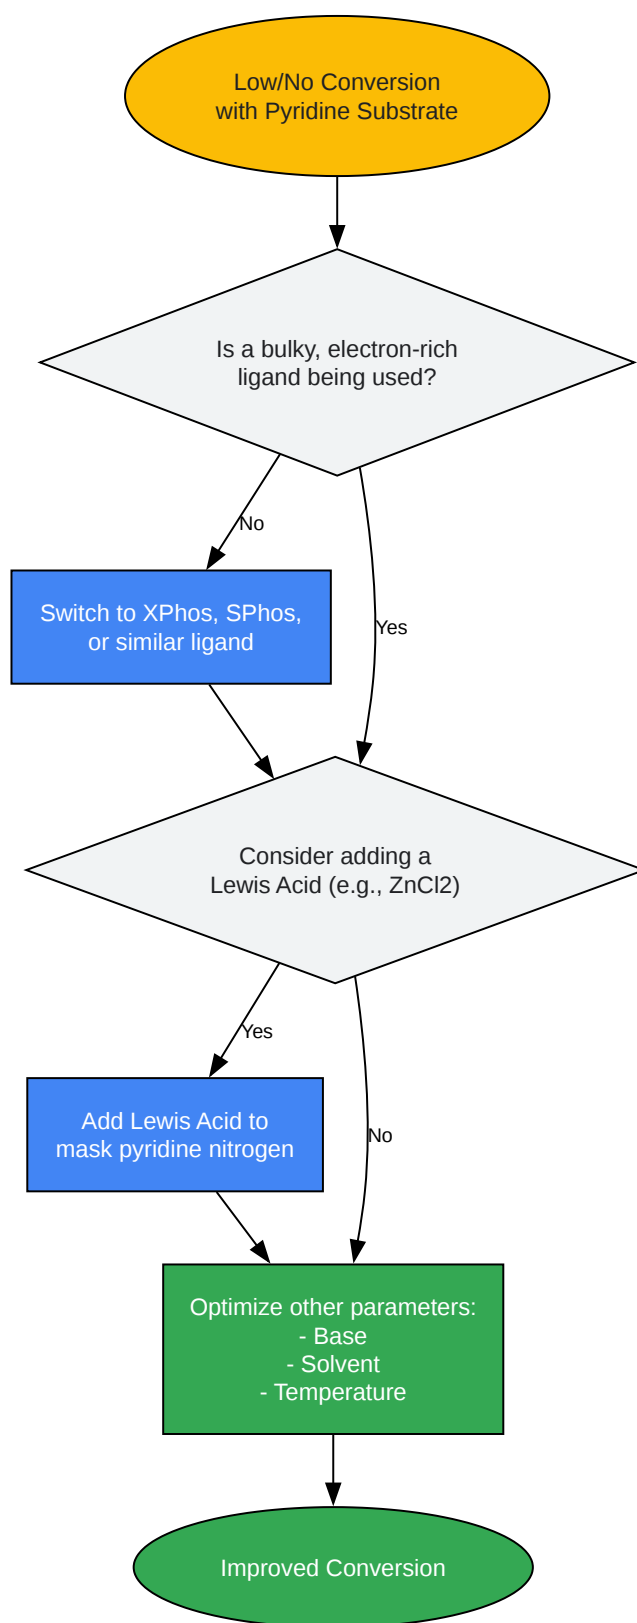 Low/No Conversion
with Pyridine Substrate
Is a bulky, electron-rich
ligand being used?
No
Switch to XPhos, SPhos,
or similar ligand
Yes
Consider adding a
Lewis Acid (e.g., ZnCl2)
Yes
Add Lewis Acid to
mask pyridine nitrogen
No
Optimize other parameters:
- Base
- Solvent
- Temperature
Improved Conversion